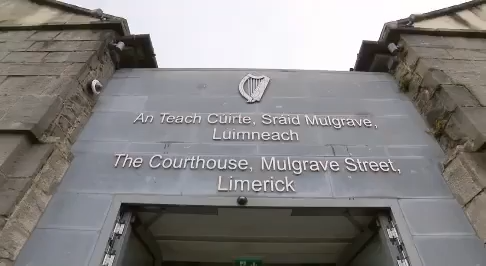 An Teach Cúirte, Sráid Mulgrave,
Luimneach
The Courthouse, Mulgrave Street,
Limerick